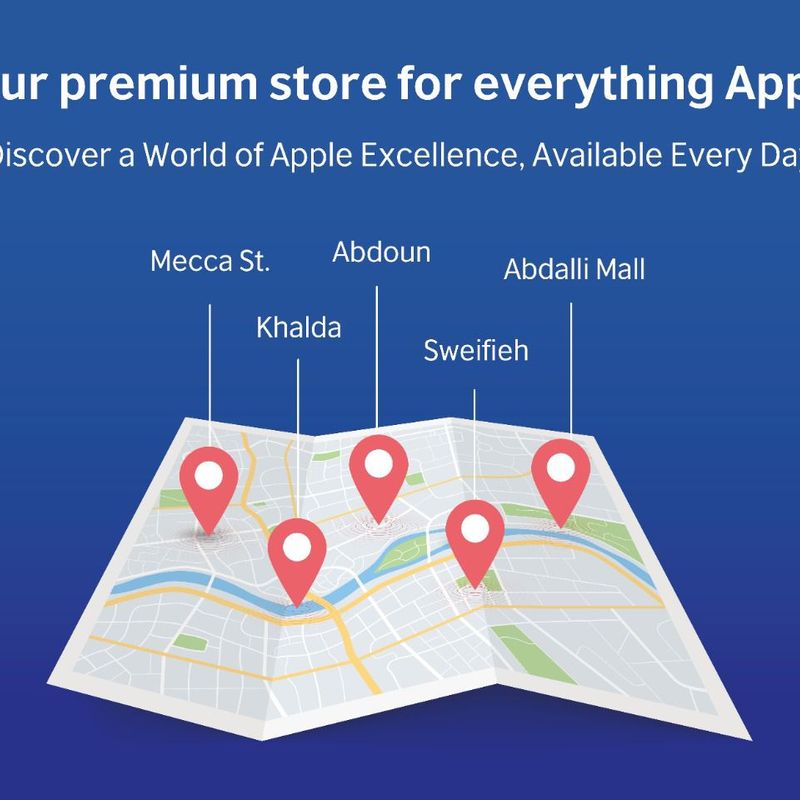 ur premium store for everything App
Discover a World of Apple Excellence, Available Every Day
Mecca St.
Abdoun
Abdalli Mall
Khalda
Sweifieh